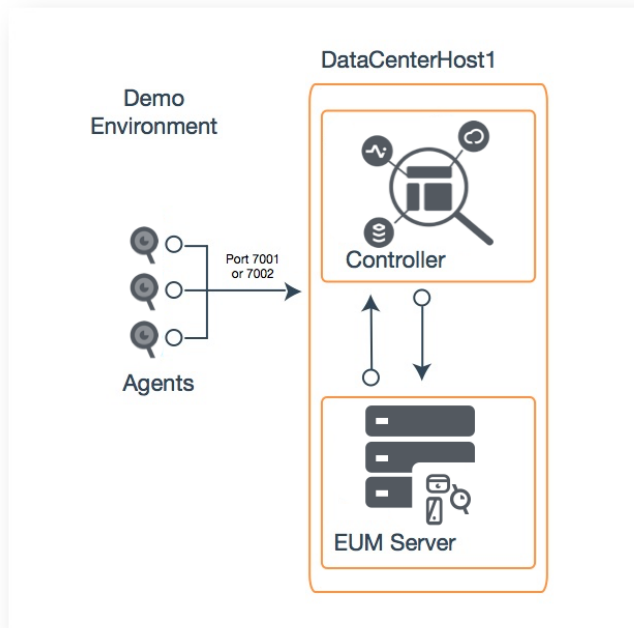 DataCenterHost1
Demo
Environment
Port 7001
or 7002
Controller
Agents
EUM Server